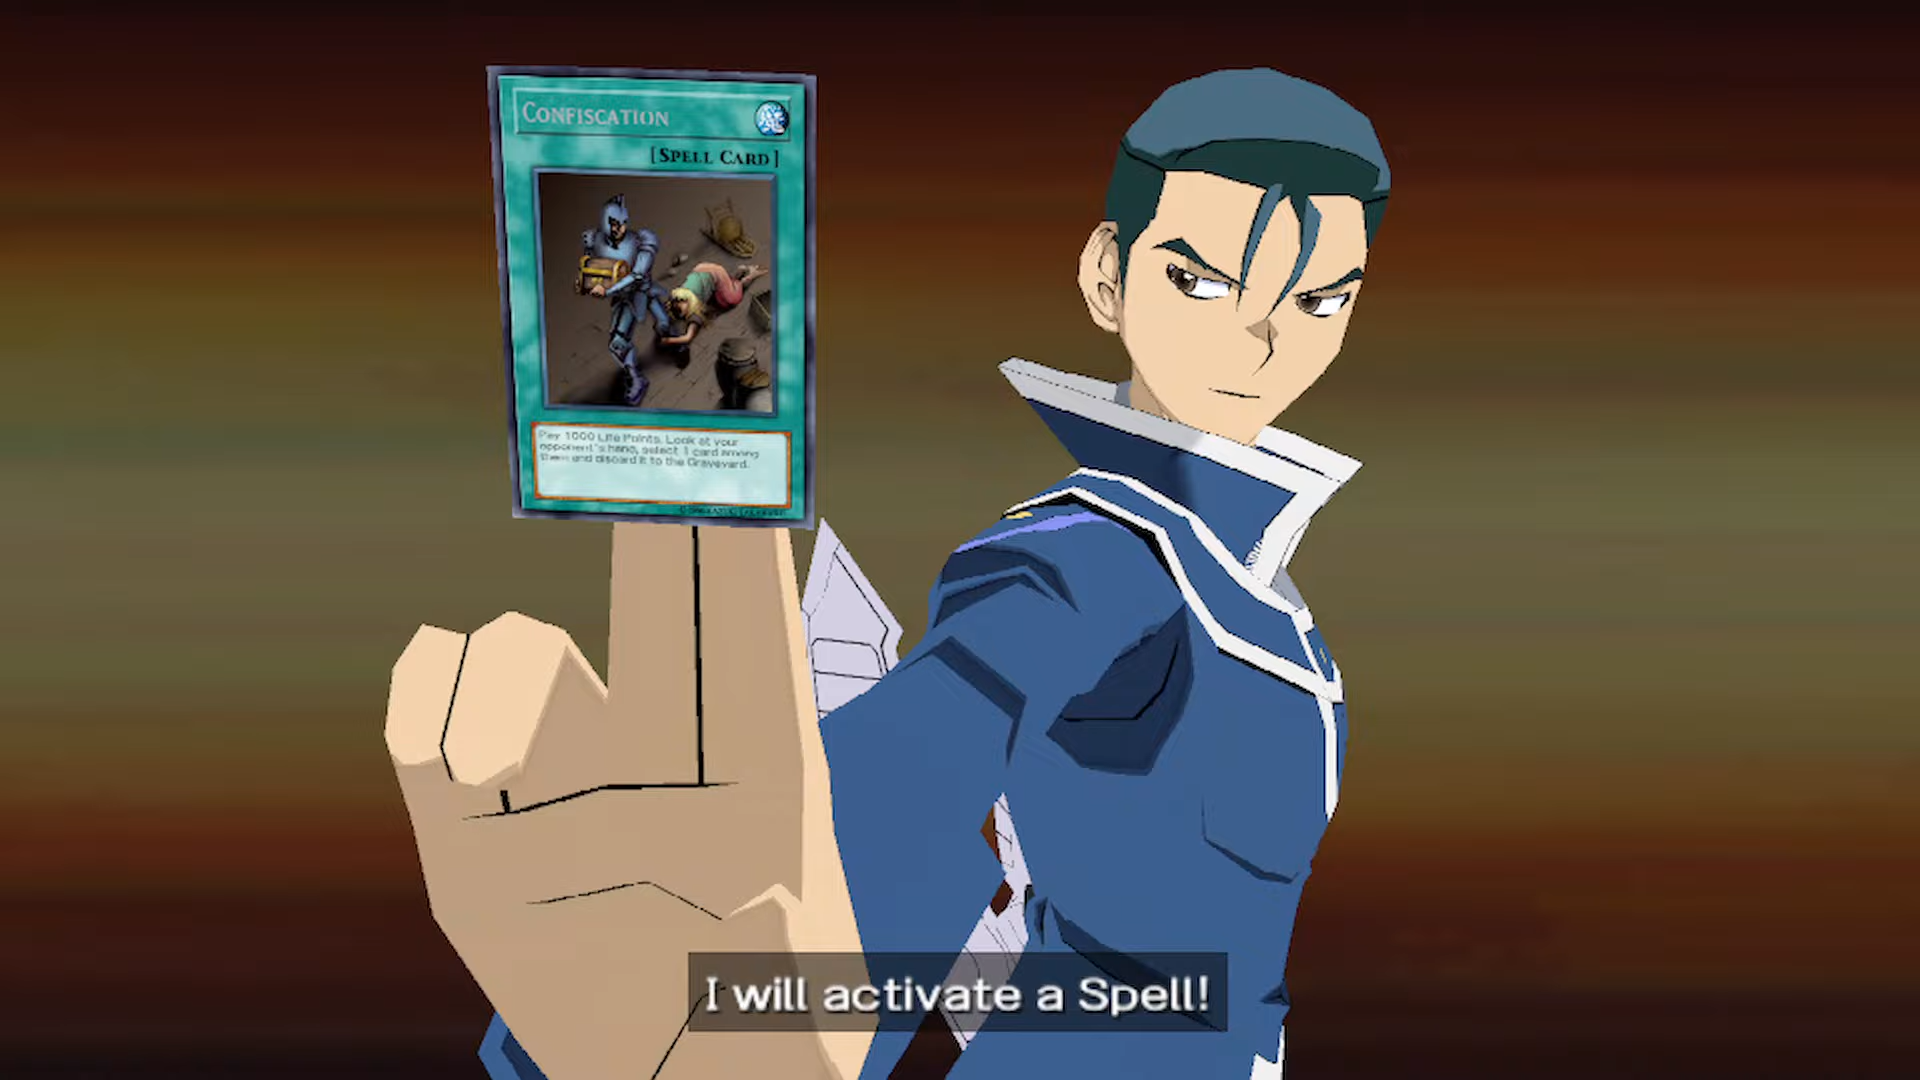 CONFISCATION
[SPELL CARD]
Pay 1000 Life Points. Look at your
opponent's hand, select 1 card among
them and discard it to the Graveyard.
I will activate a Spell!